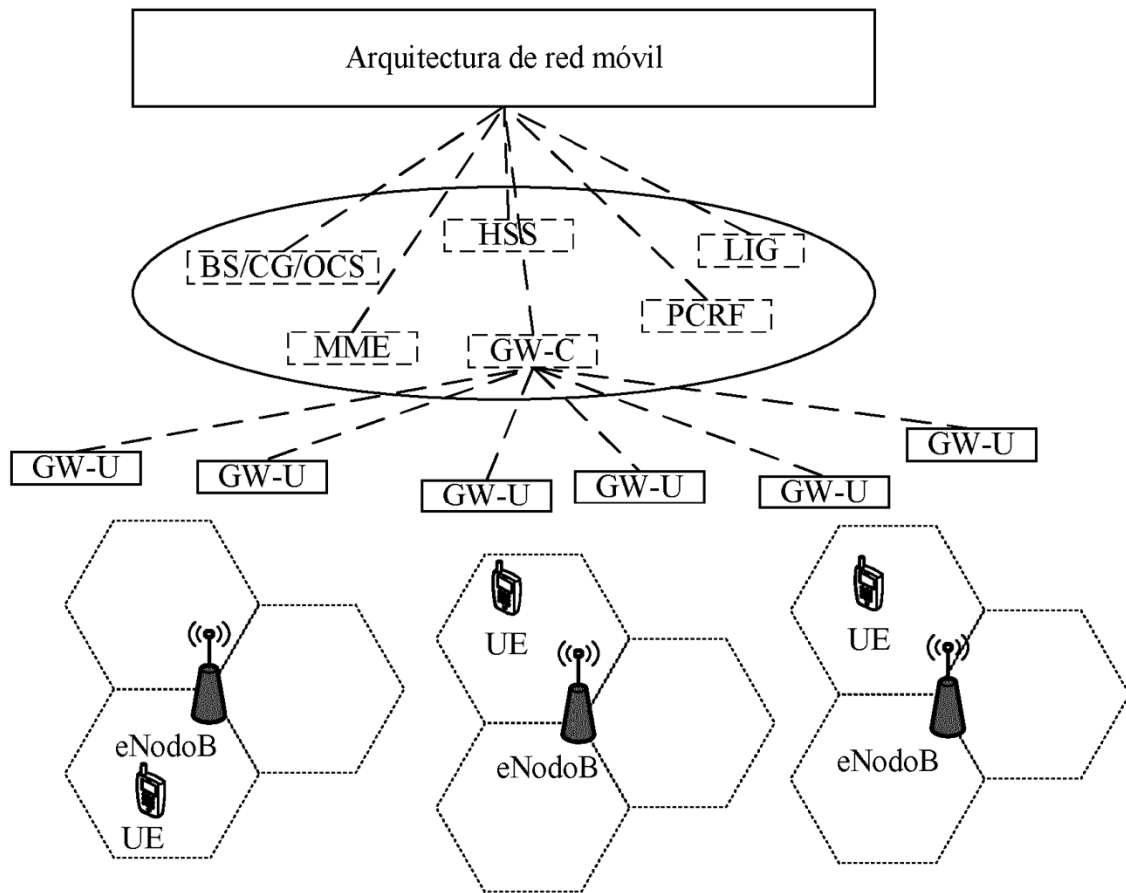 Arquitectura de red móvil
HSS
BS/CG/OCS
LIG
PCRF
MME
GW-C
GW-U
GW-U
GW-U
GW-U
GW-U
GW-U
UE
UE
UE
eNodoB
eNodoB
eNodoB